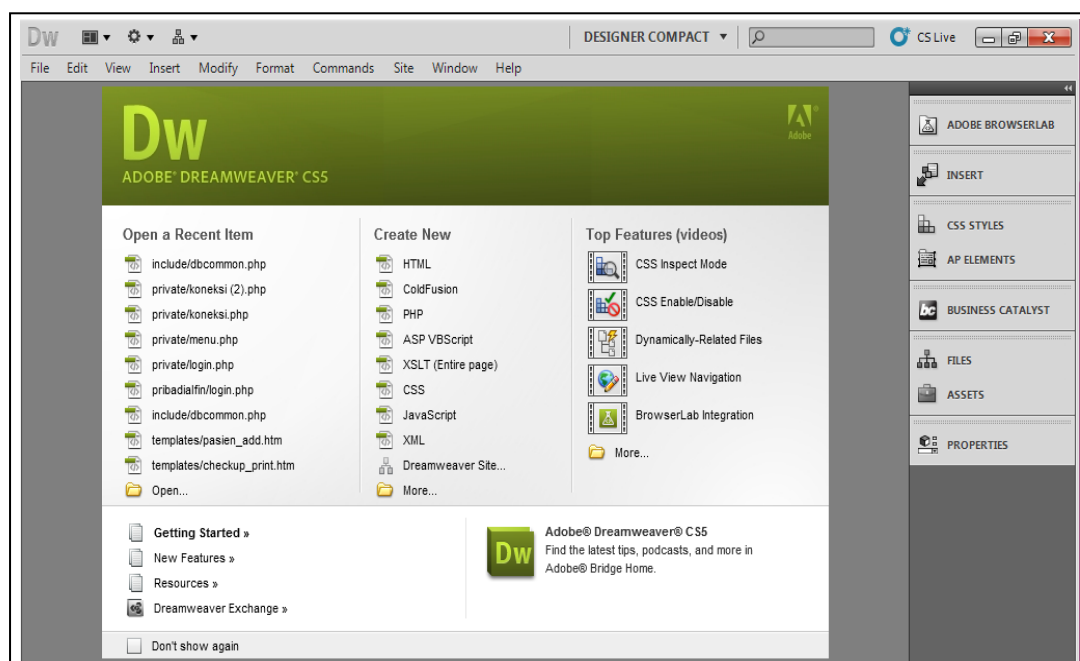 Dw
DESIGNER COMPACT
CS Live
File Edit View Insert Modify Format Commands Site Window Help
Dw
ADOBE® DREAMWEAVER® CS5
Adobe
Open a Recent Item
include/dbcommon.php
private/koneksi (2).php
private/koneksi.php
private/menu.php
private/login.php
pribadialfin/login.php
include/dbcommon.php
templates/pasien_add.htm
templates/checkup_print.htm
Open...
Create New
HTML
ColdFusion
PHP
ASP VBScript
XSLT (Entire page)
CSS
JavaScript
XML
Dreamweaver Site...
More...
Top Features (videos)
CSS Inspect Mode
CSS Enable/Disable
Dynamically-Related Files
Live View Navigation
BrowserLab Integration
More...
Getting Started »
New Features »
Resources »
Dreamweaver Exchange »
Dw
Adobe® Dreamweaver® CS5
Find the latest tips, podcasts, and more in
Adobe® Bridge Home.
Don't show again
ADOBE BROWSERLAB
INSERT
CSS STYLES
AP ELEMENTS
bc
BUSINESS CATALYST
FILES
ASSETS
PROPERTIES